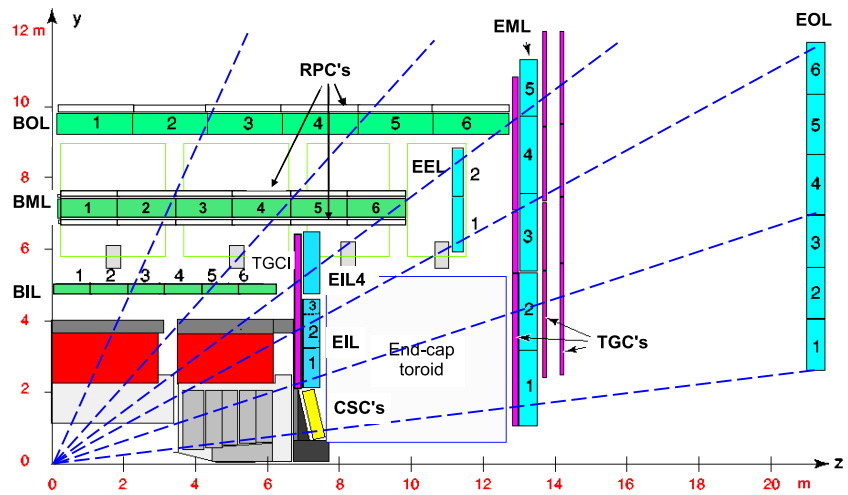 y
12 m
EML
EOL
RPC's
5
6
10
BOL
1 2 3 4 5 6
5
EEL
4
2
8
4
BML
1 2 3 4 5 6
1
3
3
6
TGCI
1 2 3 4 5 6
EIL4
2
BIL
3
2
4
2
EIL
TGC's
1
1
End-cap
toroid
1
2
CSC's
0
z
0 2 4 6 8 10 12 14 16 18 20 m